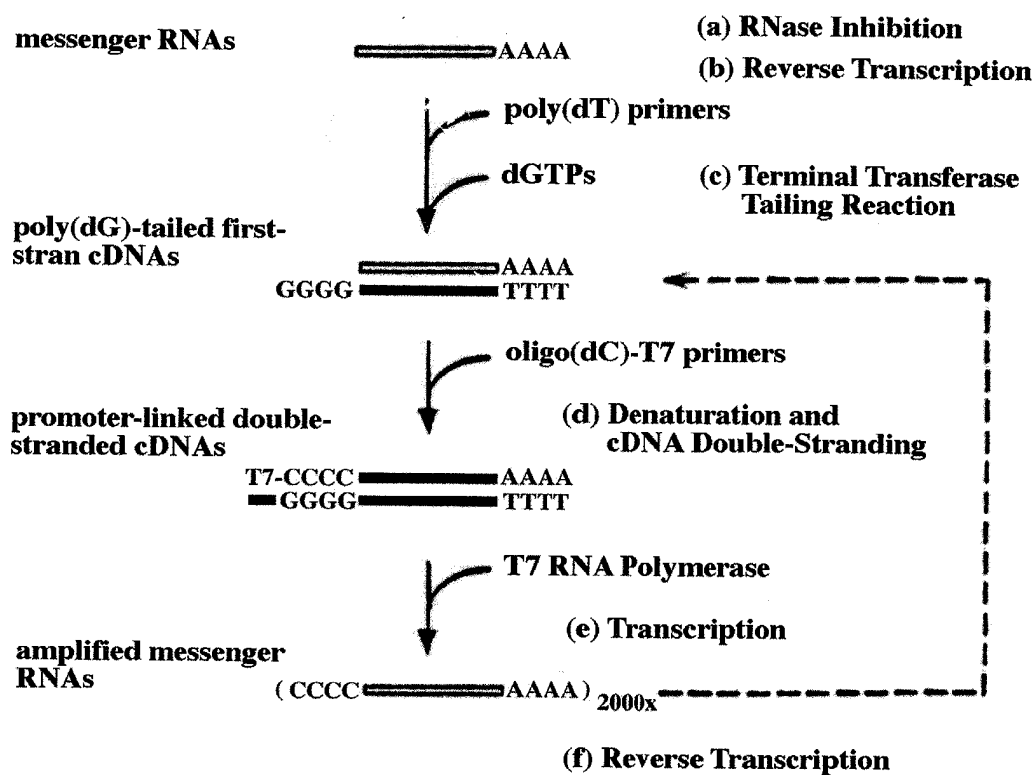 messenger RNAs
AAAA
(a) RNase Inhibition
(b) Reverse Transcription
poly(dT) primers
dGTPs
(c) Terminal Transferase
Tailing Reaction
poly(dG)-tailed first-
stran cDNAs
AAAA
GGGG TTTT
oligo(dC)-T7 primers
promoter-linked double-
stranded cDNAs
(d) Denaturation and
cDNA Double-Stranding
T7-CCCC AAAA
GGGG TTTT
T7 RNA Polymerase
(e) Transcription
amplified messenger
RNAs
( CCCC AAAA ) 2000x
(f) Reverse Transcription